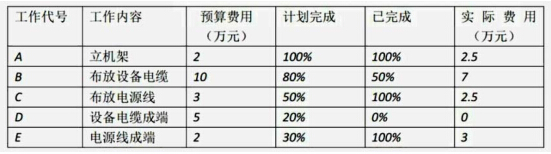 工作代号 工作内容 预算费用（万元） 计划完成 已完成 实际费用（万元）
A 立机架 2 100% 100% 2.5
B 布放设备电缆 10 80% 50% 7
C 布放电源线 3 50% 100% 2.5
D 设备电缆成端 5 20% 0% 0
E 电源线成端 2 30% 100% 3